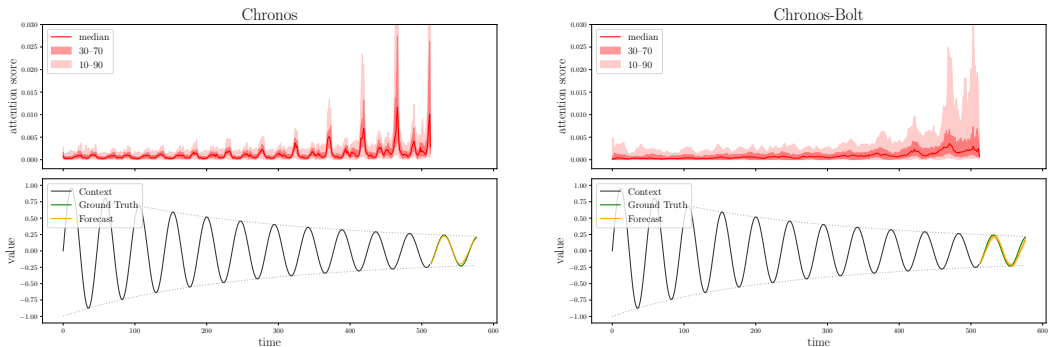 Chronos
0.030
0.025
0.020
0.015
0.010
0.005
0.000
attention score
median
30–70
10–90
1.00
0.75
0.50
0.25
0.00
−0.25
−0.50
−0.75
−1.00
value
Context
Ground Truth
Forecast
0 100 200 300 400 500 600
time
Chronos-Bolt
0.030
0.025
0.020
0.015
0.010
0.005
0.000
attention score
median
30–70
10–90
1.00
0.75
0.50
0.25
0.00
−0.25
−0.50
−0.75
−1.00
value
Context
Ground Truth
Forecast
0 100 200 300 400 500 600
time